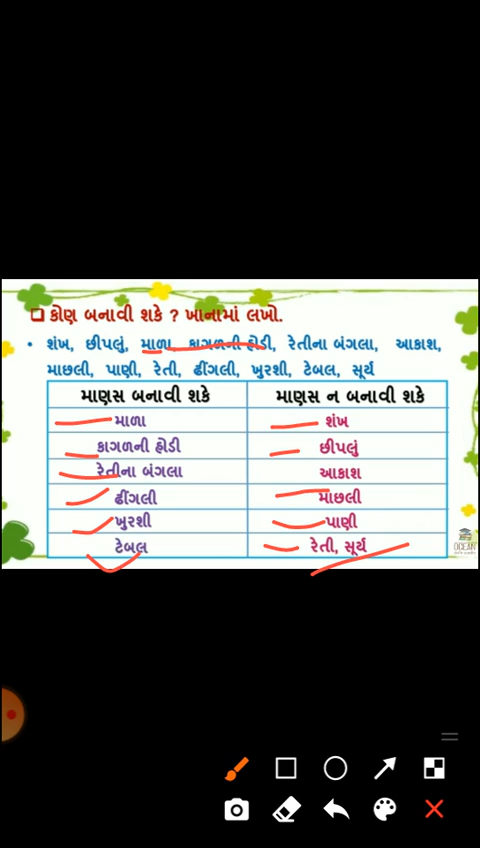 કોણ બનાવી શકે ? ખાનામાં લખો.
• શંખ, છીપલું, માળા, કાગળની હોડી, રેતીના બંગલા, આકાશ,
માછલી, પાણી, રેતી, ઢીંગલી, ખુરશી, ટેબલ, સૂર્ય
માણસ બનાવી શકે માણસ ન બનાવી શકે
માળા શંખ
કાગળની હોડી છીપલું
રેતીના બંગલા આકાશ
ઢીંગલી માછલી
ખુરશી પાણી
ટેબલ રેતી, સૂર્ય
OCEAN